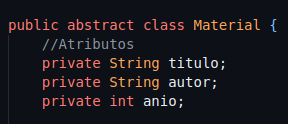 public abstract class Material {
    //Atributos
    private String titulo;
    private String autor;
    private int anio;